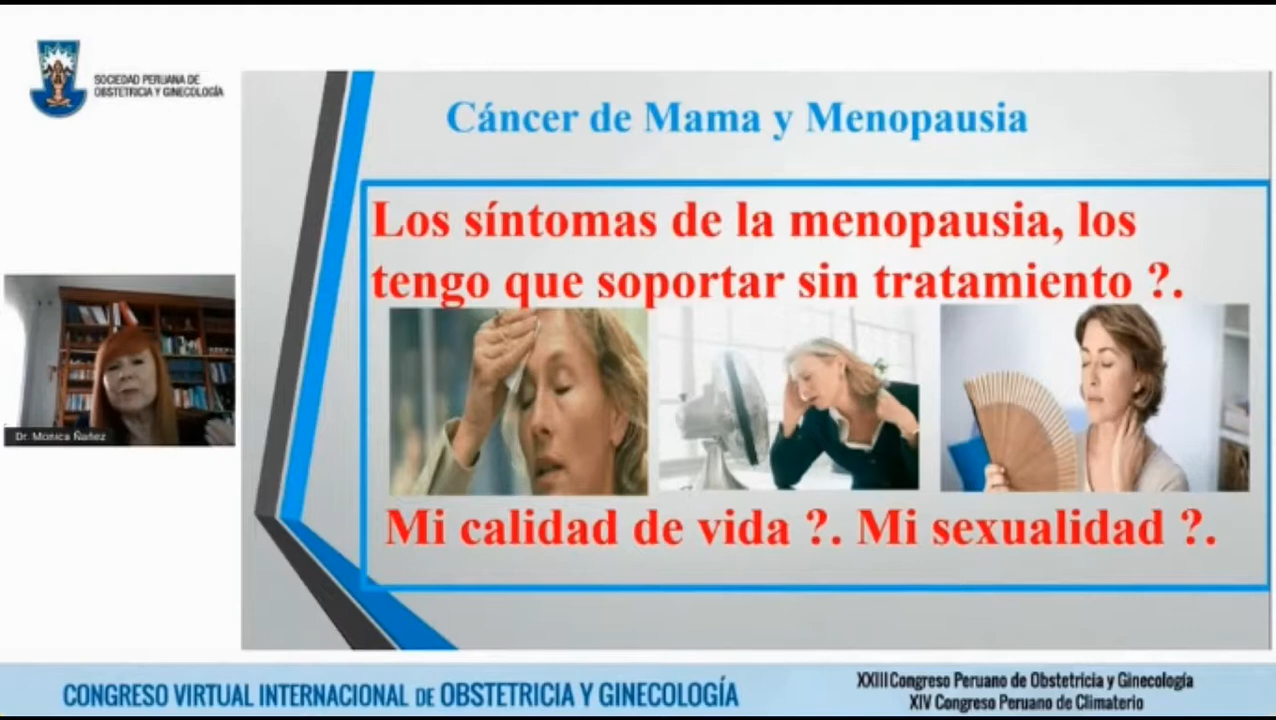 SOCIEDAD PERUANA DE
OBSTETRICIA Y GINECOLOGÍA
Cáncer de Mama y Menopausia
Los síntomas de la menopausia, los
tengo que soportar sin tratamiento ?.
Dr. Monica Ñañez
Mi calidad de vida ?. Mi sexualidad ?.
CONGRESO VIRTUAL INTERNACIONAL DE OBSTETRICIA Y GINECOLOGÍA
XXIII Congreso Peruano de Obstetricia y Ginecología
XIV Congreso Peruano de Climaterio